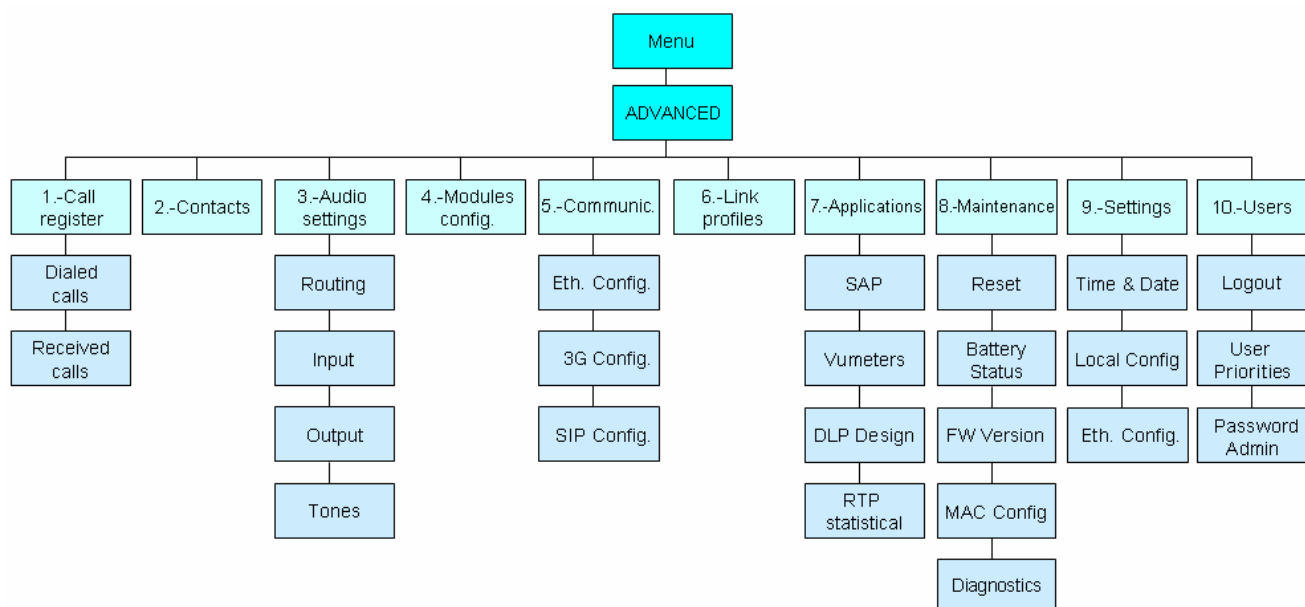 Menu
ADVANCED
1.-Call
register
2.-Contacts
3.-Audio
settings
4.-Modules
config.
5.-Communic.
6.-Link
profiles
7.-Applications
8.-Maintenance
9.-Settings
10.-Users
Dialed
calls
Received
calls
Routing
Input
Output
Tones
Eth. Config.
3G Config.
SIP Config.
SAP
Vumeters
DLP Design
RTP
statistical
Reset
Battery
Status
FW Version
MAC Config
Diagnostics
Time & Date
Local Config
Eth. Config.
Logout
User
Priorities
Password
Admin